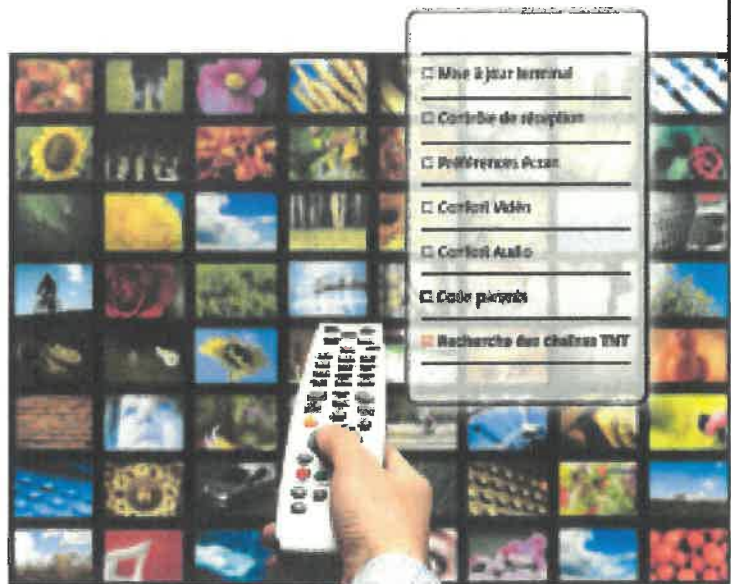 ☐ Mise à jour terminal
☐ Contrôle de réception
☐ Préférences écran
☐ Confort Vidéo
☐ Confort Audio
☐ Code parents
☐ Recherche des chaînes TNT